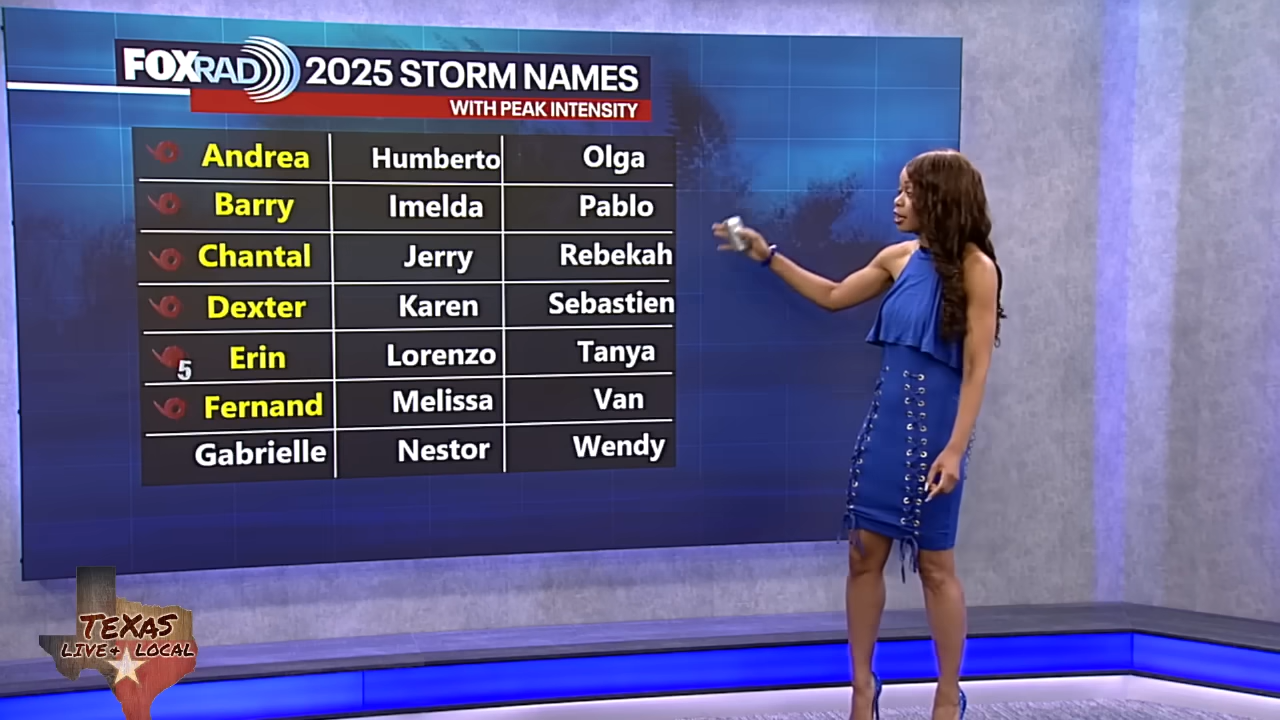 FOXRAD 2025 STORM NAMES
WITH PEAK INTENSITY
Andrea Humberto Olga
Barry Imelda Pablo
Chantal Jerry Rebekah
Dexter Karen Sebastien
5 Erin Lorenzo Tanya
Fernand Melissa Van
Gabrielle Nestor Wendy
TEXAS
LIVE & LOCAL